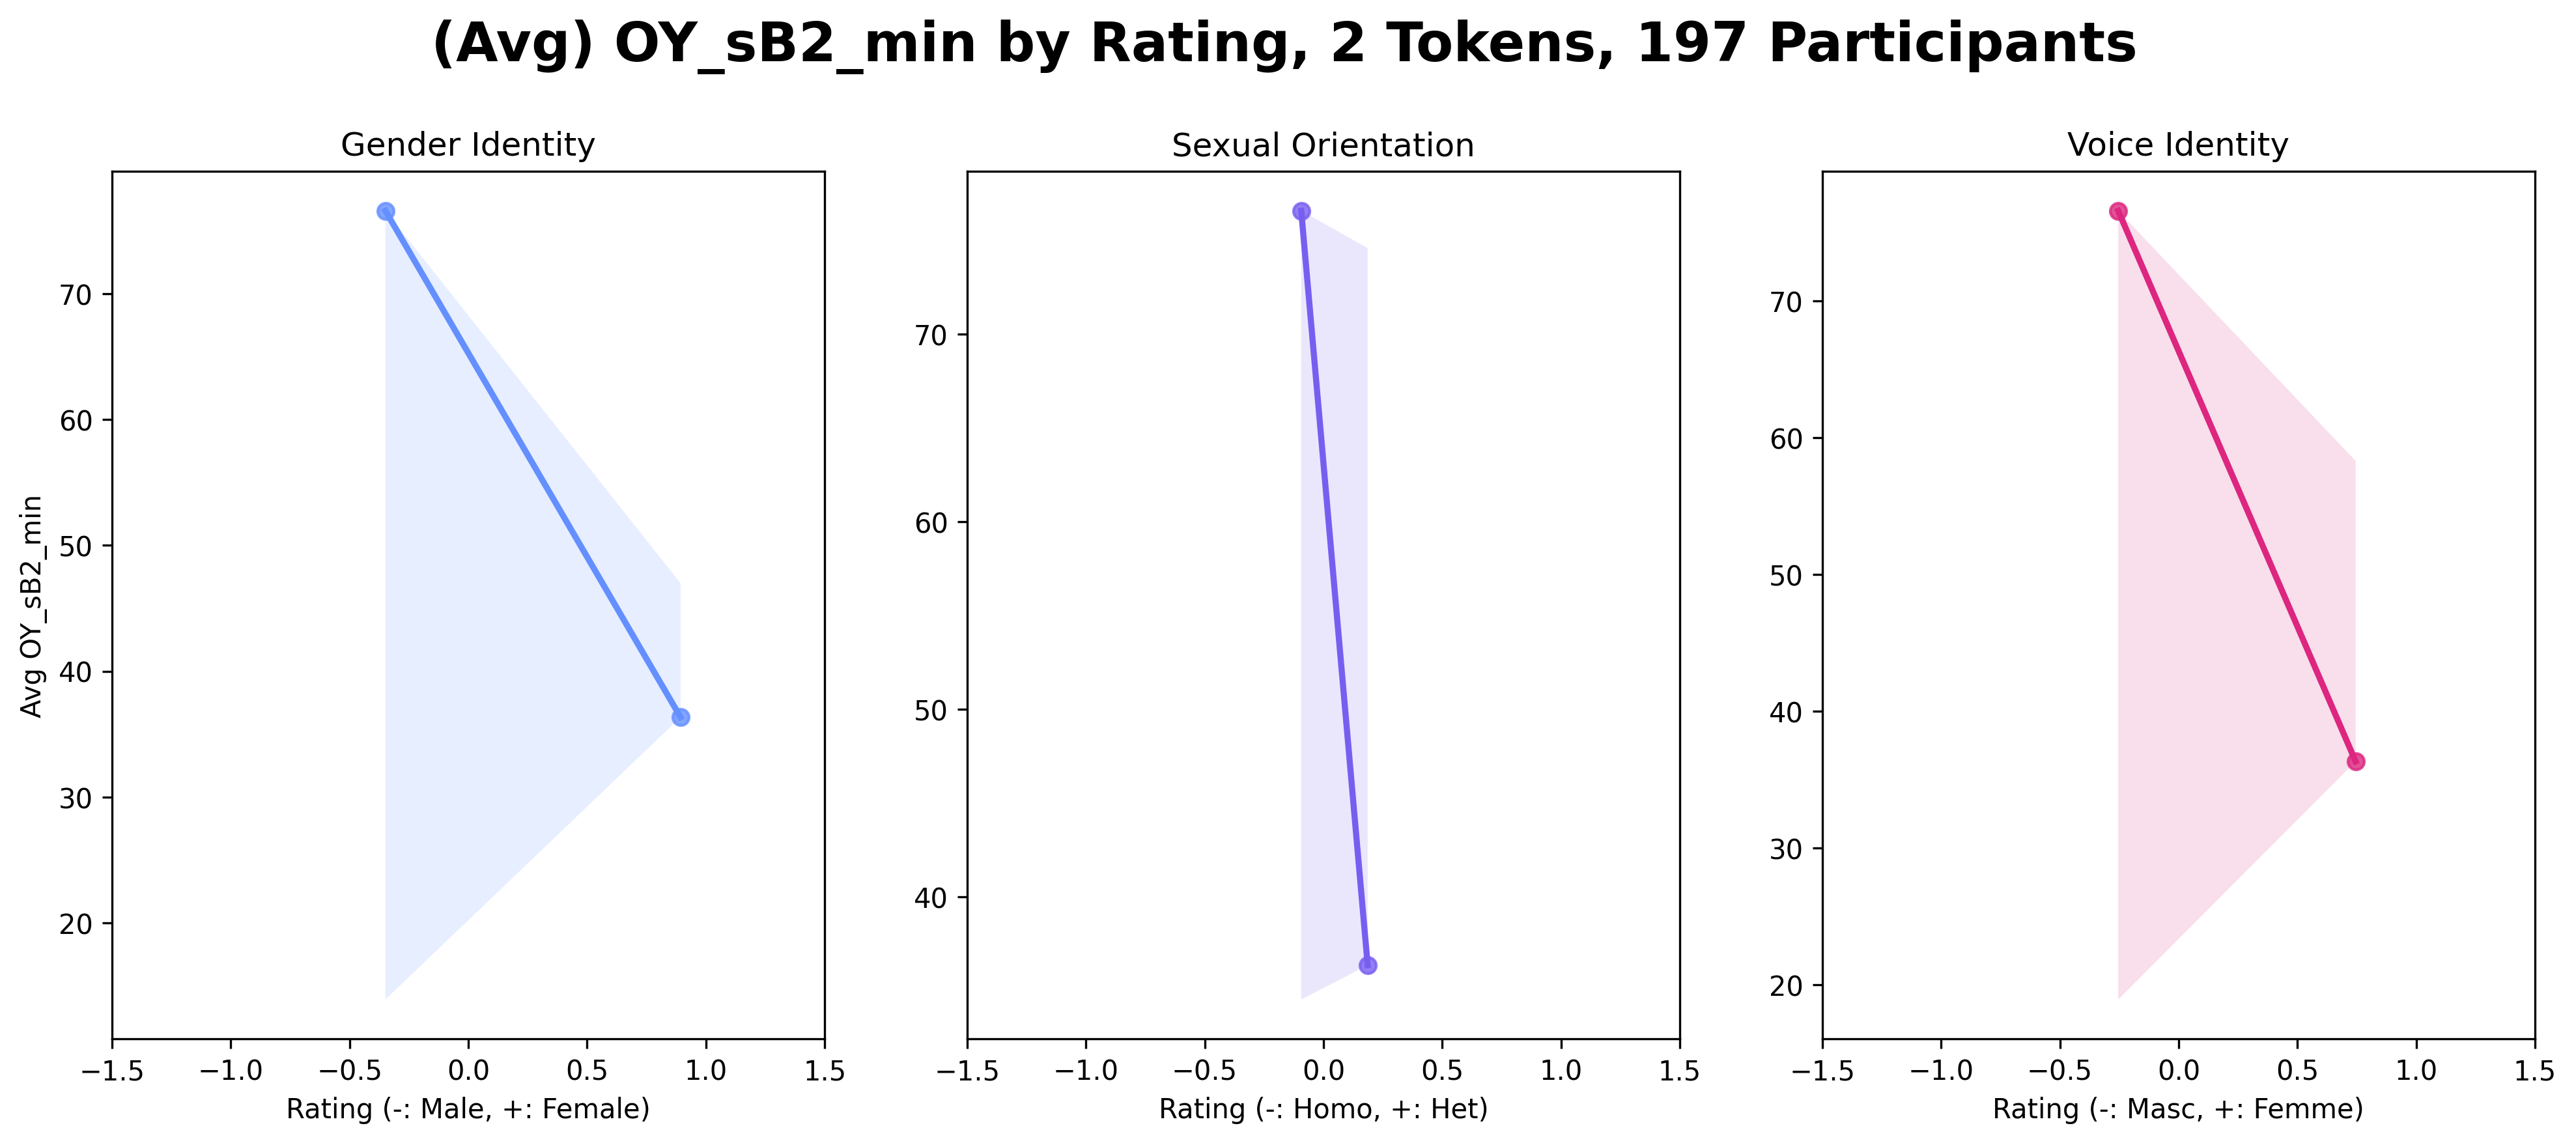 (Avg) OY_sB2_min by Rating, 2 Tokens, 197 Participants
Gender Identity
Avg OY_sB2_min
70
60
50
40
30
20
−1.5 −1.0 −0.5 0.0 0.5 1.0 1.5
Rating (-: Male, +: Female)
Sexual Orientation
70
60
50
40
−1.5 −1.0 −0.5 0.0 0.5 1.0 1.5
Rating (-: Homo, +: Het)
Voice Identity
70
60
50
40
30
20
−1.5 −1.0 −0.5 0.0 0.5 1.0 1.5
Rating (-: Masc, +: Femme)